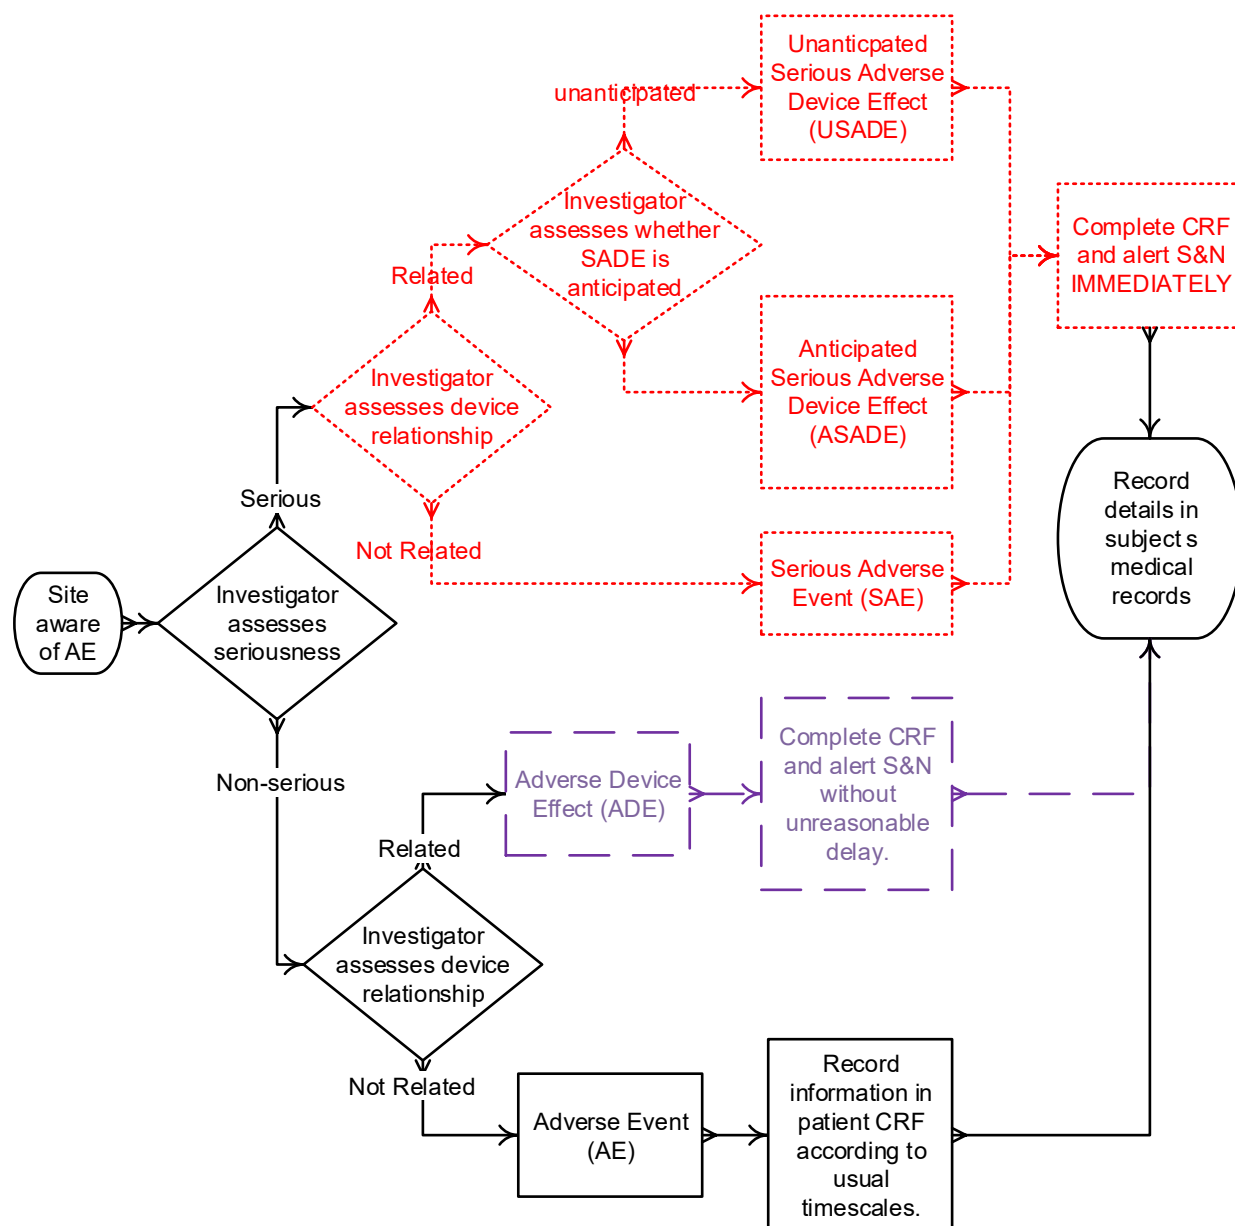 Unanticpated
Serious Adverse
Device Effect
(USADE)
unanticipated
Investigator
assesses whether
SADE is
anticipated
Complete CRF
and alert S&N
IMMEDIATELY
Related
Anticipated
Serious Adverse
Device Effect
(ASADE)
Investigator
assesses device
relationship
Serious
Not Related
Serious Adverse
Event (SAE)
Record
details in
subject s
medical
records
Site
aware
of AE
Investigator
assesses
seriousness
Non-serious
Adverse Device
Effect (ADE)
Complete CRF
and alert S&N
without
unreasonable
delay.
Related
Investigator
assesses device
relationship
Not Related
Adverse Event
(AE)
Record
information in
patient CRF
according to
usual
timescales.